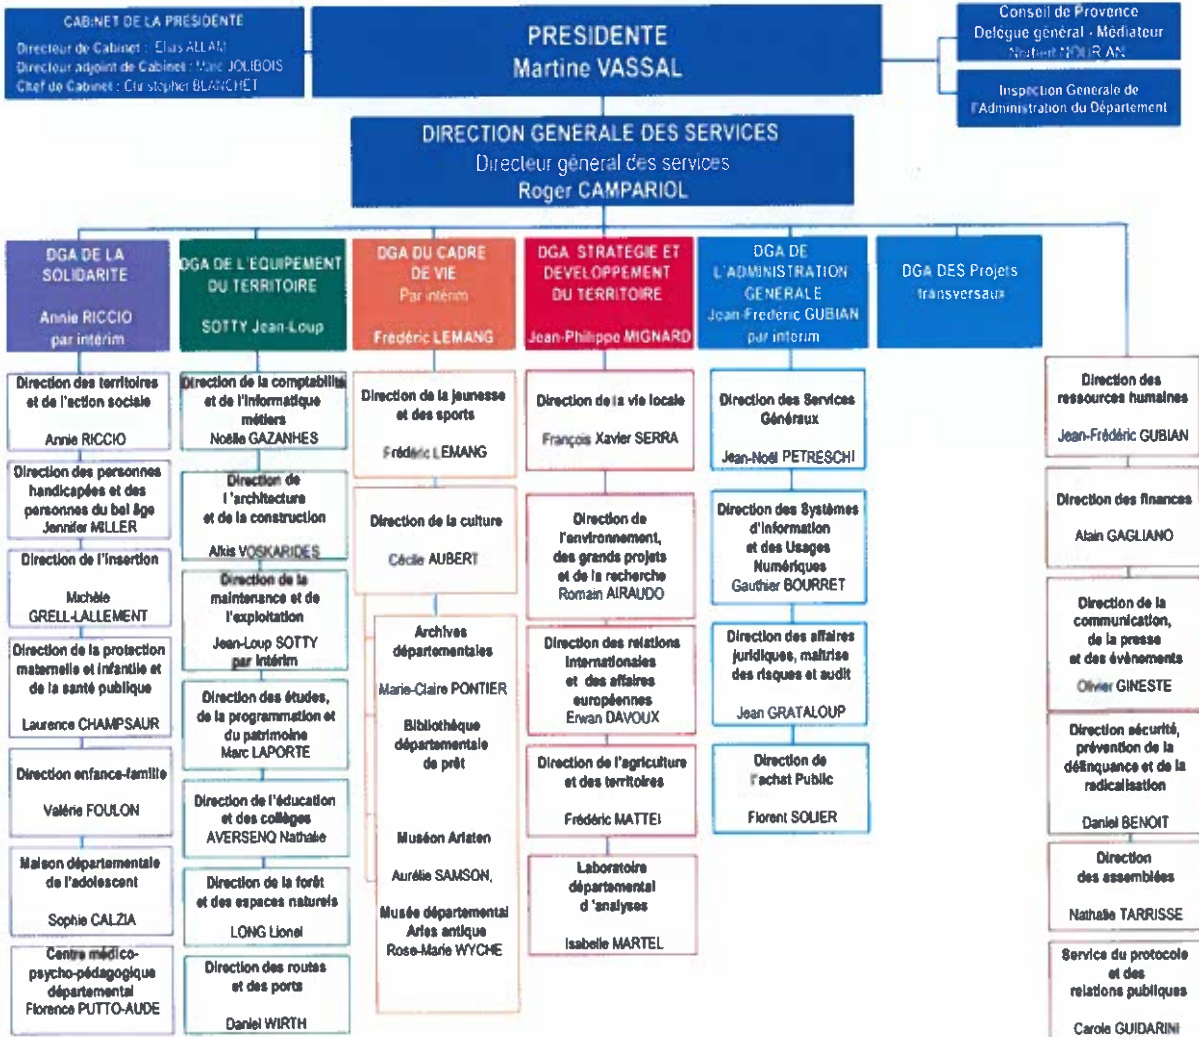 CABINET DE LA PRESIDENTE
Directeur de Cabinet : Elias ALLAM
Directeur adjoint de Cabinet : Marc JOLIBOIS
Chef de Cabinet : Christopher BLANCHET
PRESIDENTE
Martine VASSAL
Conseil de Provence
Délégué général - Médiateur
Norbert NOURIAN
Inspection Generale de
l'Administration du Département
DIRECTION GENERALE DES SERVICES
Directeur général des services
Roger CAMPARIOL
DGA DE LA
SOLIDARITE
Annie RICCIO
par intérim
DGA DE L'EQUIPEMENT
DU TERRITOIRE
SOTTY Jean-Loup
DGA DU CADRE
DE VIE
Par intérim
Frédéric LEMANG
DGA STRATEGIE ET
DEVELOPPEMENT
DU TERRITOIRE
Jean-Philippe MIGNARD
DGA DE
L'ADMINISTRATION
GENERALE
Jean-Frédéric GUBIAN
par interim
DGA DES Projets
transversaux
Direction des territoires
et de l'action sociale
Annie RICCIO
Direction des personnes
handicapées et des
personnes du bel âge
Jennifer MILLER
Direction de l'insertion
Michèle
GRELL-LALLEMENT
Direction de la protection
maternelle et infantile et
de la santé publique
Laurence CHAMPSAUR
Direction enfance-famille
Valérie FOULON
Maison départementale
de l'adolescent
Sophie CALZIA
Centre médico-
psycho-pédagogique
départemental
Florence PUTTO-AUDE
Direction de la comptabilité
et de l'informatique
métiers
Noëlle GAZANHES
Direction de
l 'architecture
et de la construction
Alkis VOSKARIDES
Direction de la
maintenance et de
l'exploitation
Jean-Loup SOTTY
par intérim
Direction des études,
de la programmation et
du patrimoine
Marc LAPORTE
Direction de l'éducation
et des collèges
AVERSENQ Nathalie
Direction de la forêt
et des espaces naturels
LONG Lionel
Direction des routes
et des ports
Daniel WIRTH
Direction de la jeunesse
et des sports
Frédéric LEMANG
Direction de la culture
Cécile AUBERT
Archives
départementales
Marie-Claire PONTIER
Bibliothèque
départementale
de prêt
Muséon Arlaten
Aurélie SAMSON,
Musée départemental
Arles antique
Rose-Marie WYCHE
Direction de la vie locale
François Xavier SERRA
Direction de
l'environnement,
des grands projets
et de la recherche
Romain AIRAUDO
Direction des relations
internationales
et des affaires
européennes
Erwan DAVOUX
Direction de l'agriculture
et des territoires
Frédéric MATTEI
Laboratoire
départemental
d 'analyses
Isabelle MARTEL
Direction des Services
Généraux
Jean-Noël PETRESCHI
Direction des Systèmes
d'Information
et des Usages
Numériques
Gauthier BOURRET
Direction des affaires
juridiques, maîtrise
des risques et audit
Jean GRATALOUP
Direction de
l'achat Public
Florent SOLIER
Direction des
ressources humaines
Jean-Frédéric GUBIAN
Direction des finances
Alain GAGLIANO
Direction de la
communication,
de la presse
et des évènements
Olivier GINESTE
Direction sécurité,
prévention de la
délinquance et de la
radicalisation
Daniel BENOIT
Direction
des assemblées
Nathalie TARRISSE
Service du protocole
et des
relations publiques
Carole GUIDARINI